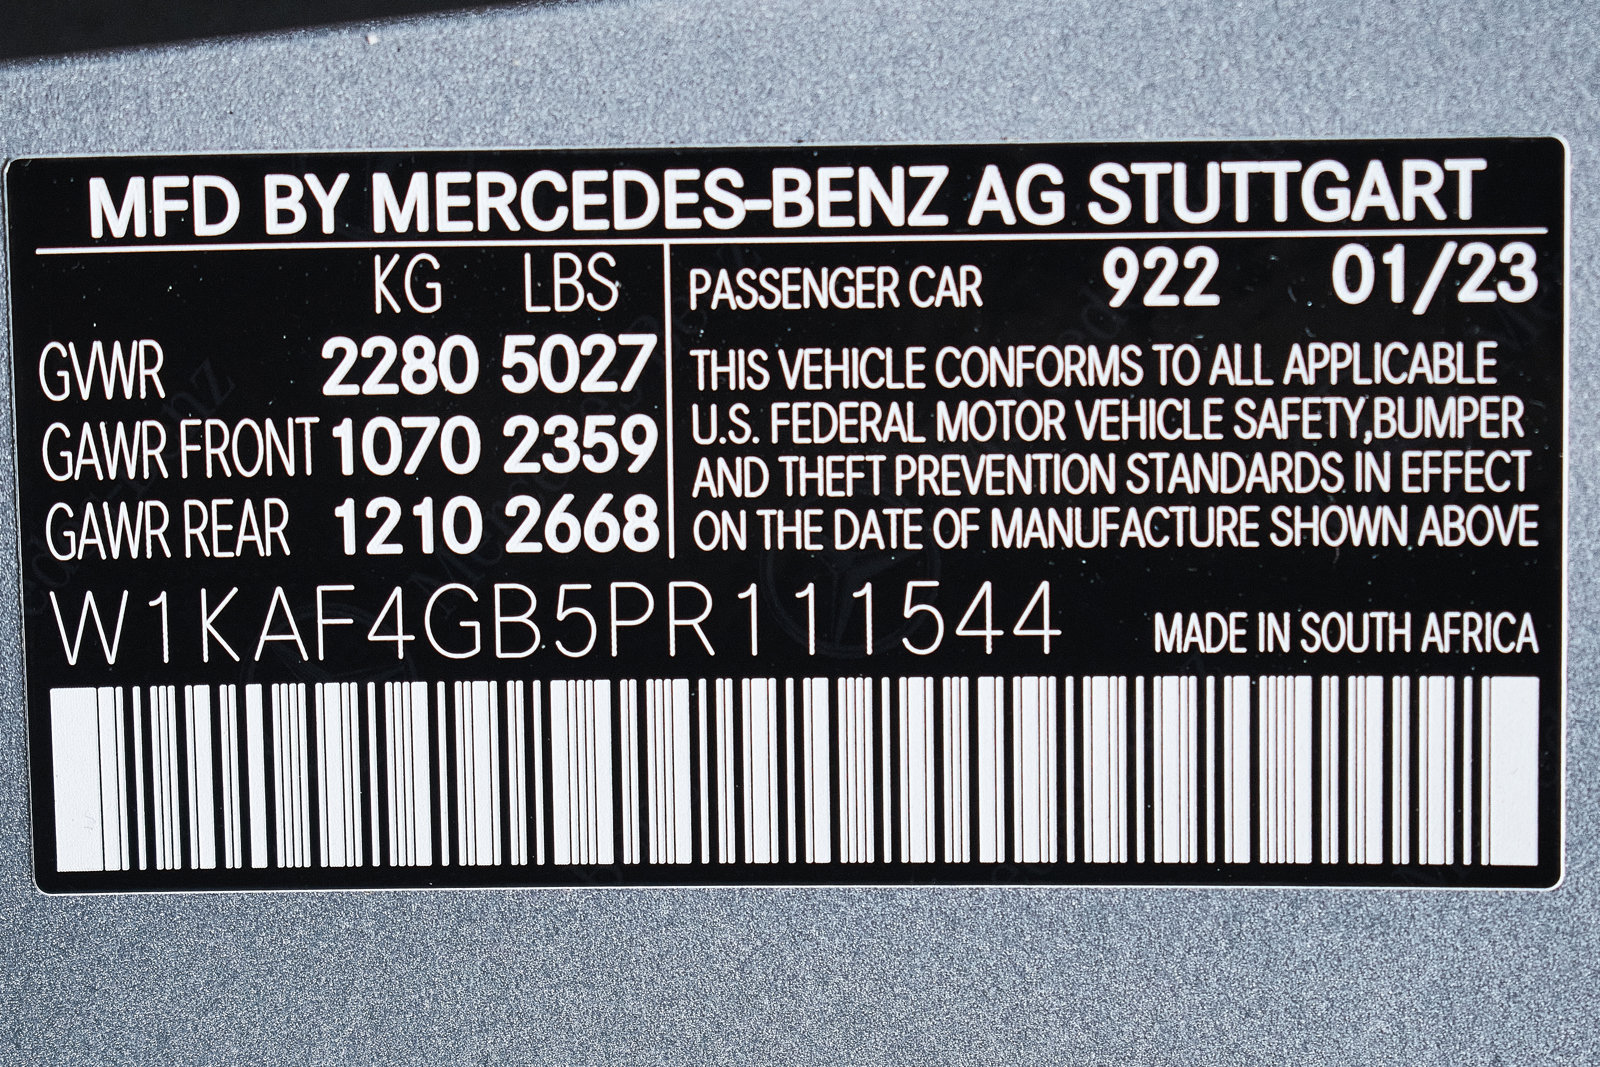 MFD BY MERCEDES-BENZ AG STUTTGART
KG LBS
GVWR 2280 5027
GAWR FRONT 1070 2359
GAWR REAR 1210 2668
PASSENGER CAR 922 01/23
THIS VEHICLE CONFORMS TO ALL APPLICABLE
U.S. FEDERAL MOTOR VEHICLE SAFETY,BUMPER
AND THEFT PREVENTION STANDARDS IN EFFECT
ON THE DATE OF MANUFACTURE SHOWN ABOVE
W1KAF4GB5PR111544
MADE IN SOUTH AFRICA